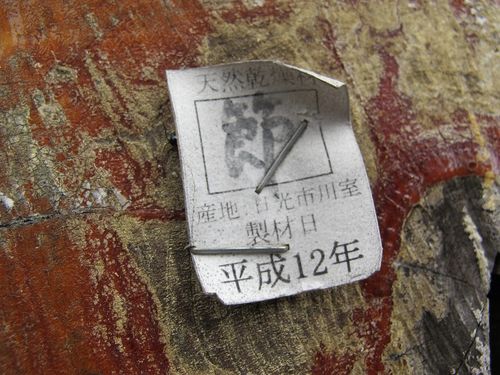 天然乾燥材
節
産地:日光市川室
製材日
平成12年